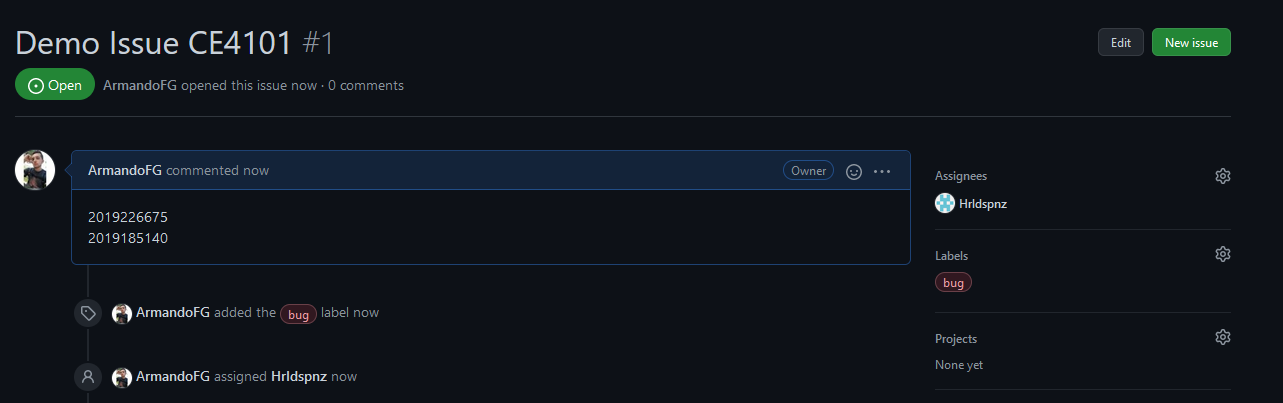 Demo Issue CE4101 #1
Edit
New issue
Open
ArmandoFG opened this issue now · 0 comments
ArmandoFG commented now
Owner
2019226675
2019185140
ArmandoFG added the bug label now
ArmandoFG assigned Hrldspnz now
Assignees
Hrldspnz
Labels
bug
Projects
None yet